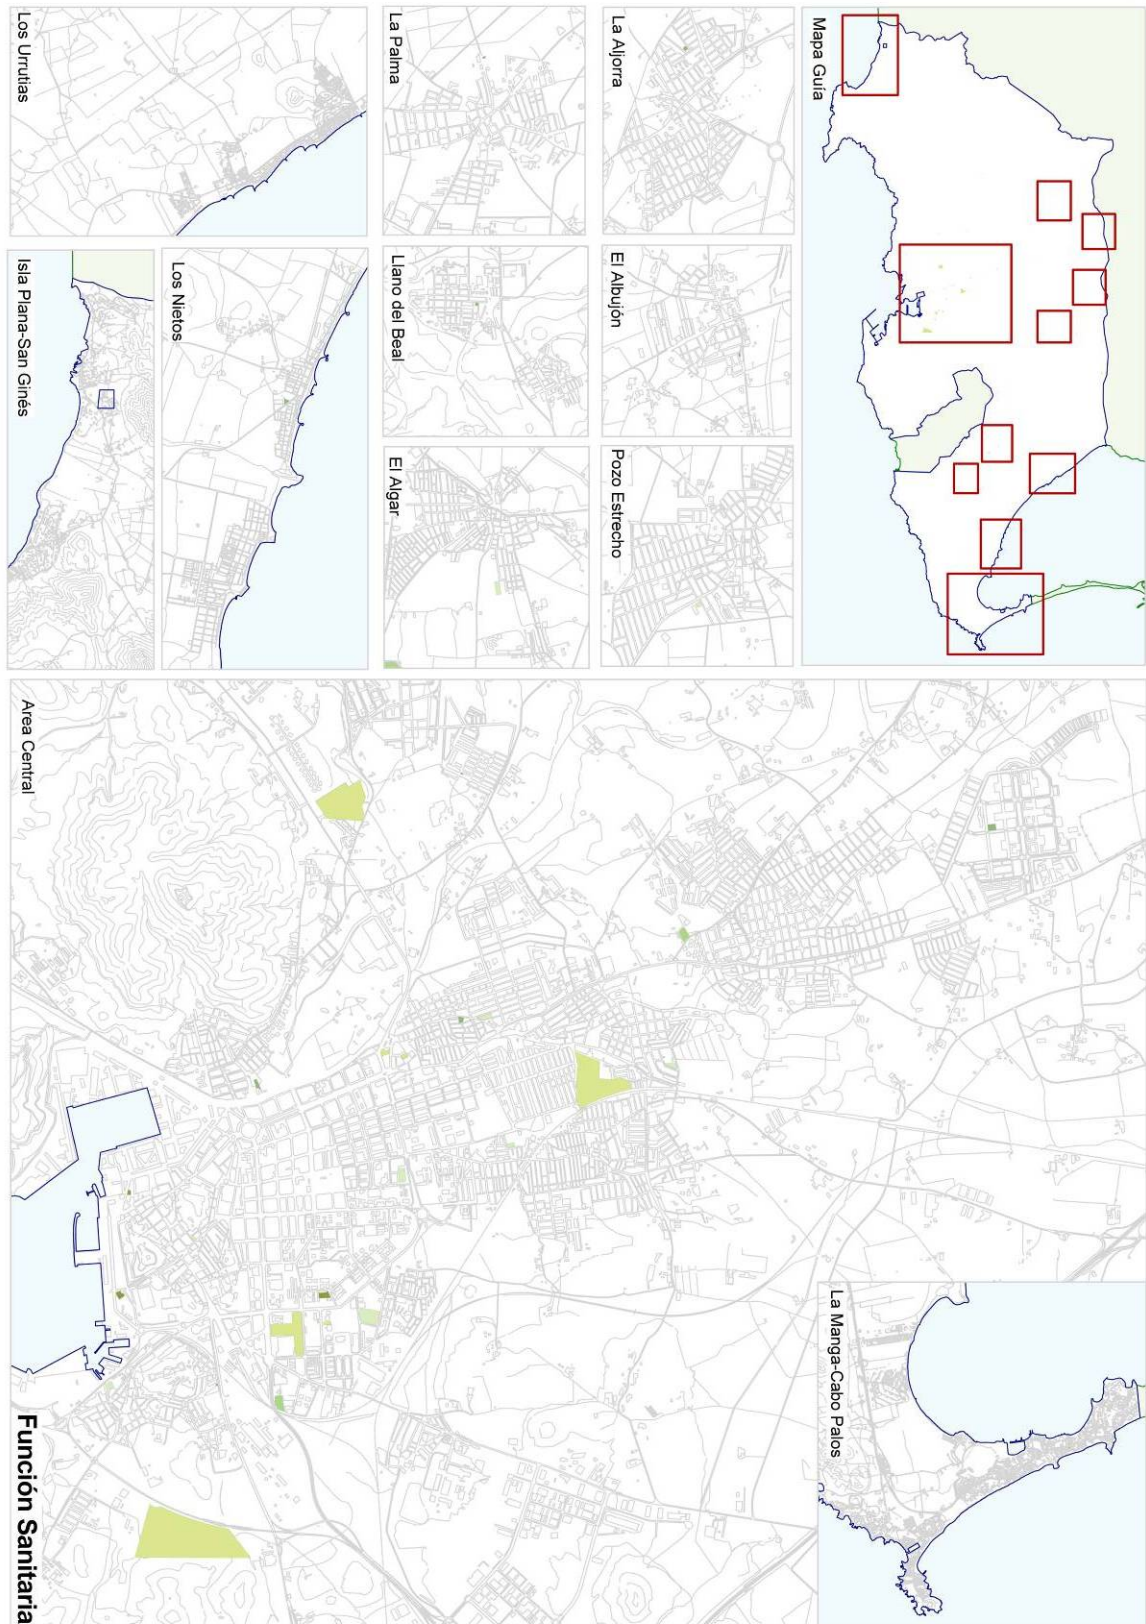 Mapa Guía
La Aljorra
El Albujón
Pozo Estrecho
La Palma
Llano del Beal
El Algar
Los Urrutias
Los Nietos
Isla Plana-San Ginés
La Manga-Cabo Palos
Area Central
Función Sanitaria